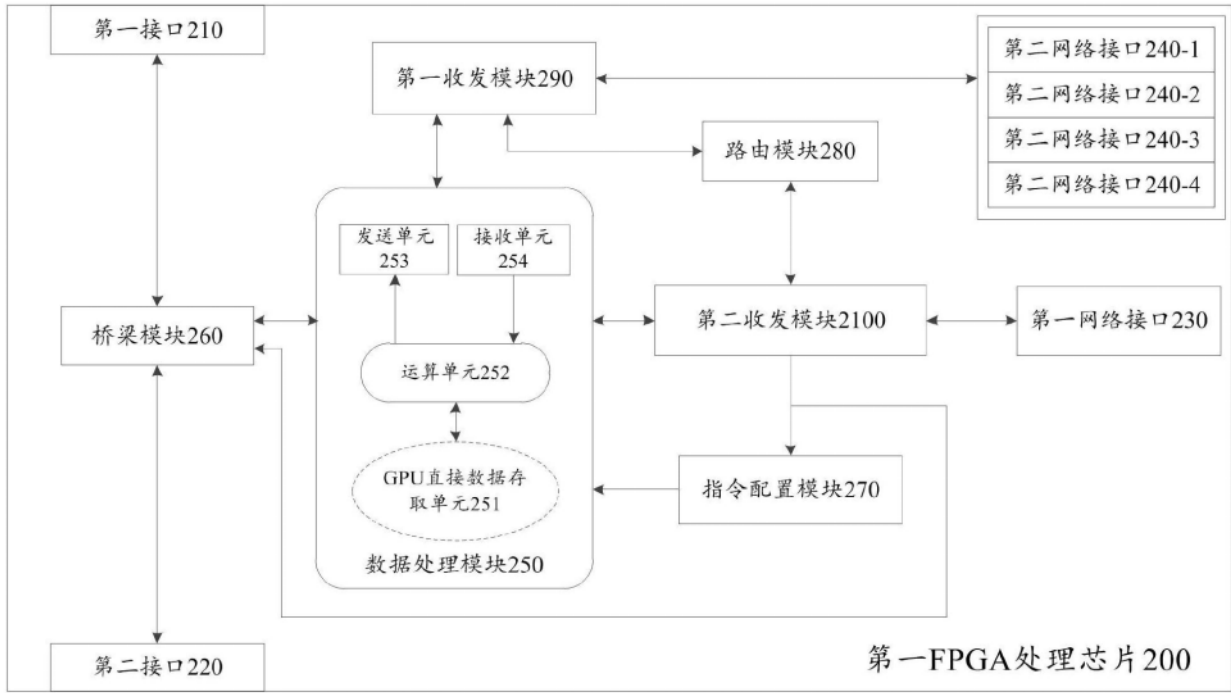 第一接口210
第一收发模块290
第二网络接口240-1
第二网络接口240-2
第二网络接口240-3
第二网络接口240-4
路由模块280
发送单元
253
接收单元
254
桥梁模块260
第二收发模块2100
第一网络接口230
运算单元252
GPU直接数据存
取单元251
指令配置模块270
数据处理模块250
第二接口220
第一FPGA处理芯片200